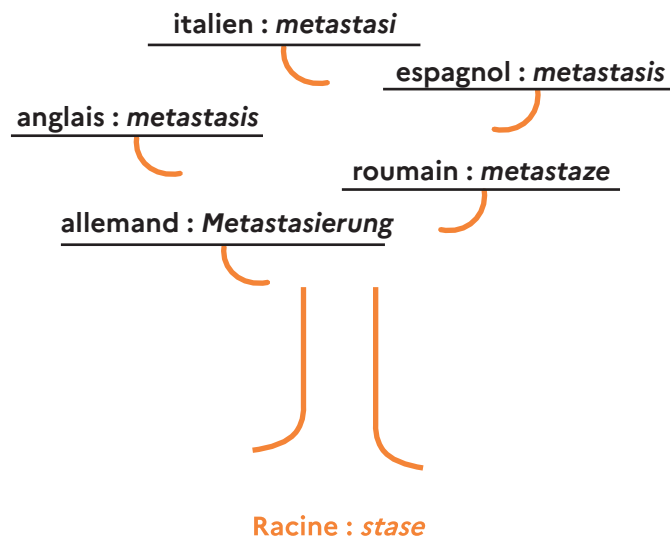 italien : metastasi
espagnol : metastasis
anglais : metastasis
roumain : metastaze
allemand : Metastasierung
Racine : stase